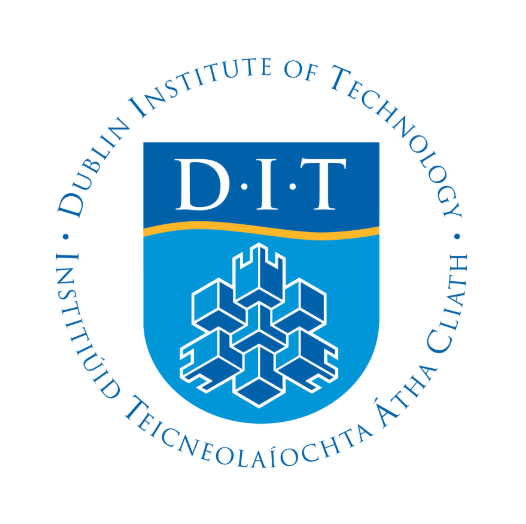 Dublin Institute of Technology
D·I·T
Institiúid Teicneolaíochta Átha Cliath